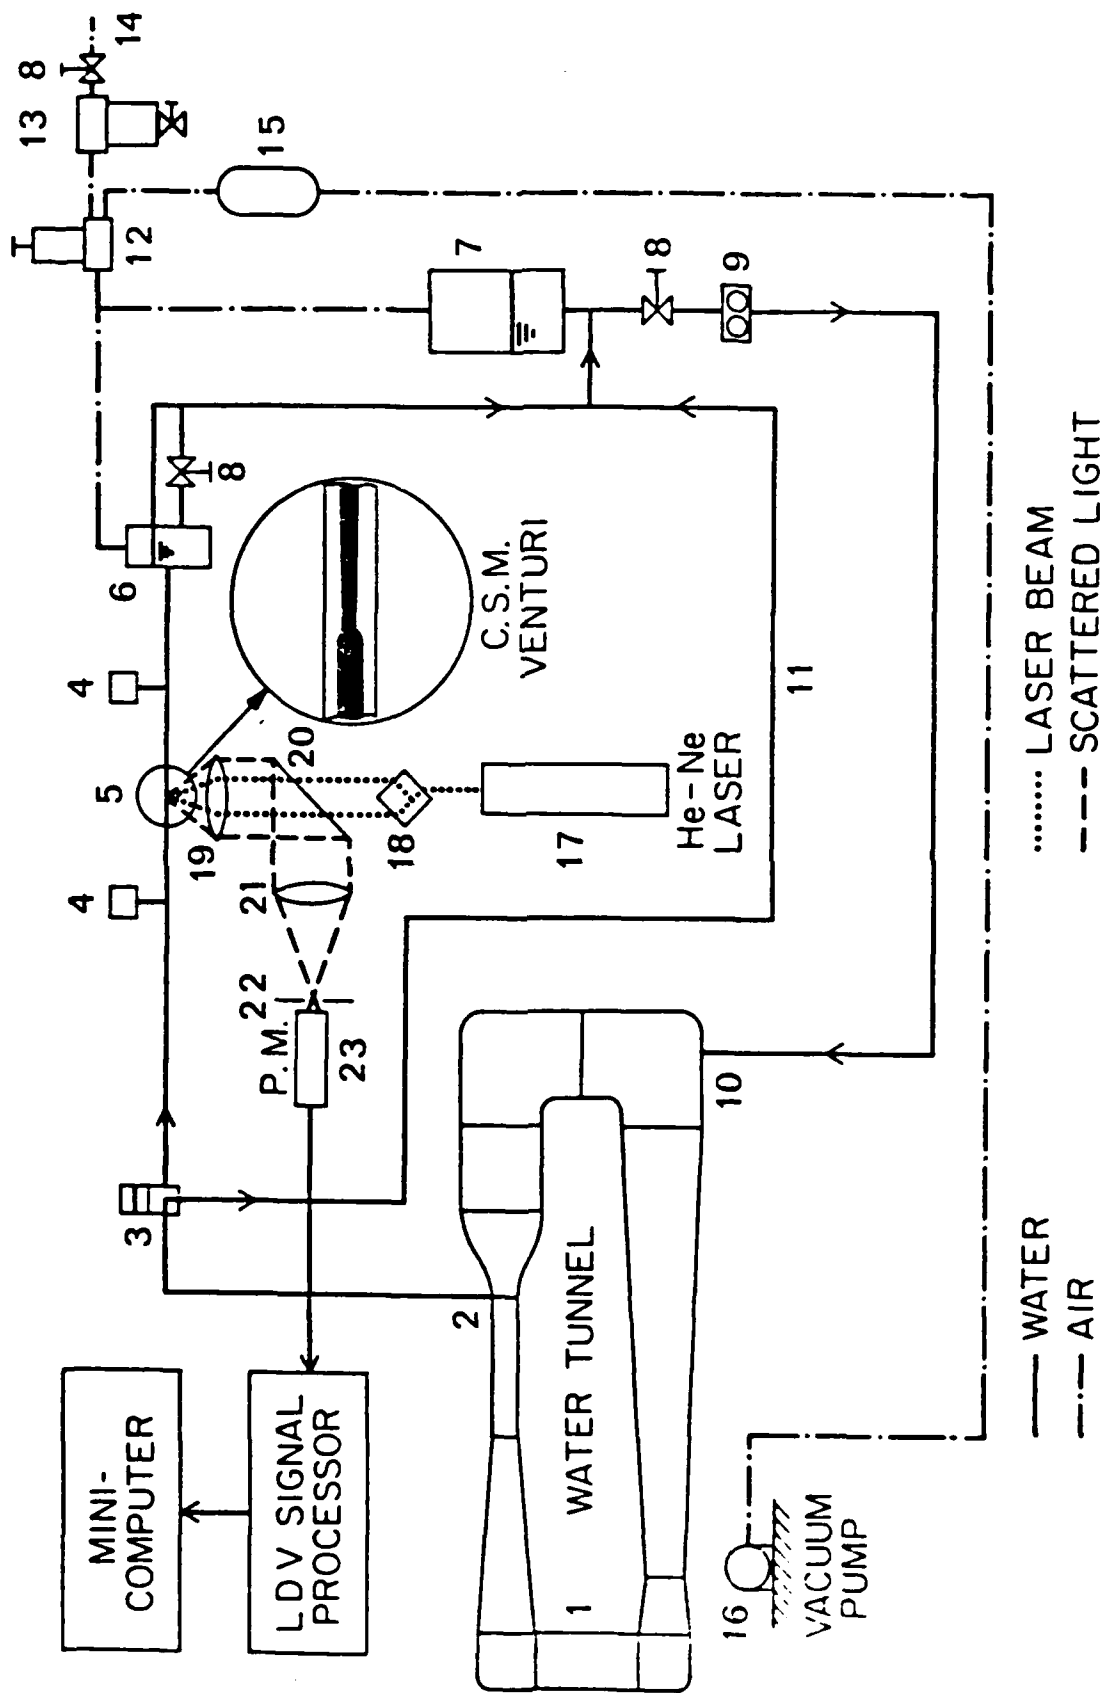 MINI-
COMPUTER
LDV SIGNAL
PROCESSOR
3
4
5
4
6
8
12
13
8
14
15
P.M.
22
23
21
19
20
18
17
He-Ne
LASER
C.S.M.
VENTURI
7
8
9
2
WATER TUNNEL
1
10
11
16
VACUUM
PUMP
WATER
AIR
LASER BEAM
SCATTERED LIGHT